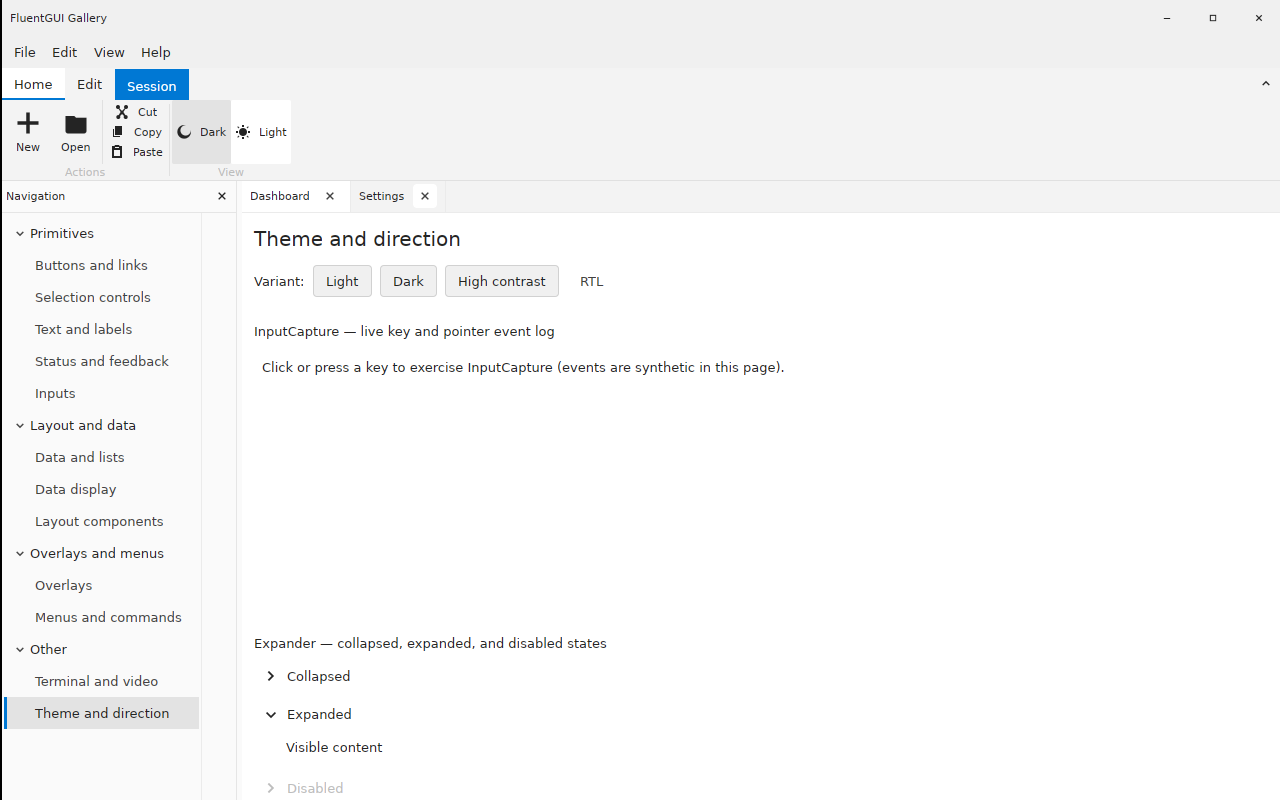 FluentGUI Gallery
File Edit View Help
Home Edit Session
New Open Cut Copy Paste Dark Light
Actions View
Navigation
Dashboard Settings
Primitives
Buttons and links
Selection controls
Text and labels
Status and feedback
Inputs
Layout and data
Data and lists
Data display
Layout components
Overlays and menus
Overlays
Menus and commands
Other
Terminal and video
Theme and direction
Theme and direction
Variant: Light Dark High contrast RTL
InputCapture — live key and pointer event log
Click or press a key to exercise InputCapture (events are synthetic in this page).
Expander — collapsed, expanded, and disabled states
Collapsed
Expanded
Visible content
Disabled